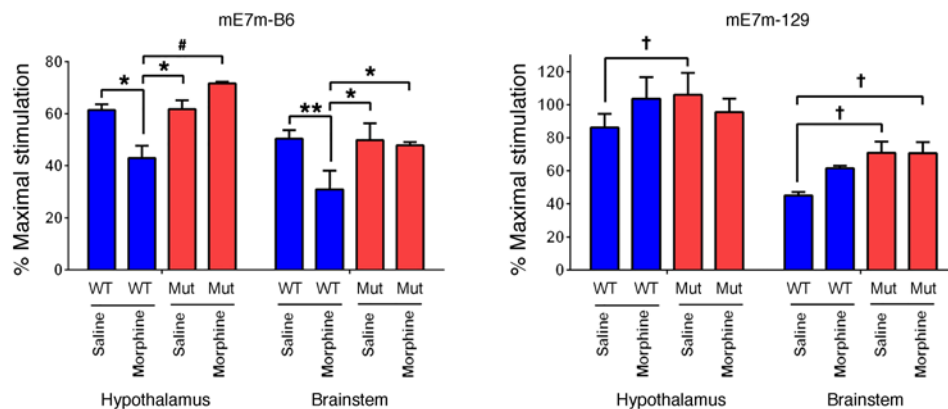 mE7m-B6
% Maximal stimulation
80
60
40
20
0
* * #
** * *
WT WT Mut Mut WT WT Mut Mut
Saline Morphine Saline Morphine Saline Morphine Saline Morphine
Hypothalamus Brainstem
mE7m-129
% Maximal stimulation
120
100
80
60
40
20
0
† † †
WT WT Mut Mut WT WT Mut Mut
Saline Morphine Saline Morphine Saline Morphine Saline Morphine
Hypothalamus Brainstem